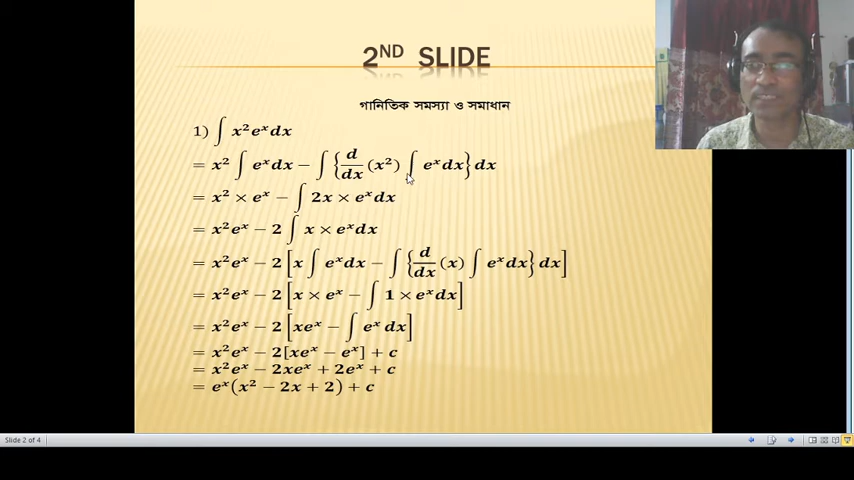 2ND SLIDE
গানিতিক সমস্যা ও সমাধান
1) ∫ x²eˣdx
= x² ∫ eˣdx − ∫ {d/dx (x²) ∫ eˣdx} dx
= x² × eˣ − ∫ 2x × eˣdx
= x²eˣ − 2 ∫ x × eˣdx
= x²eˣ − 2 [x ∫ eˣdx − ∫ {d/dx (x) ∫ eˣdx} dx]
= x²eˣ − 2 [x × eˣ − ∫ 1 × eˣdx]
= x²eˣ − 2 [xeˣ − ∫ eˣ dx]
= x²eˣ − 2[xeˣ − eˣ] + c
= x²eˣ − 2xeˣ + 2eˣ + c
= eˣ(x² − 2x + 2) + c
Slide 2 of 4